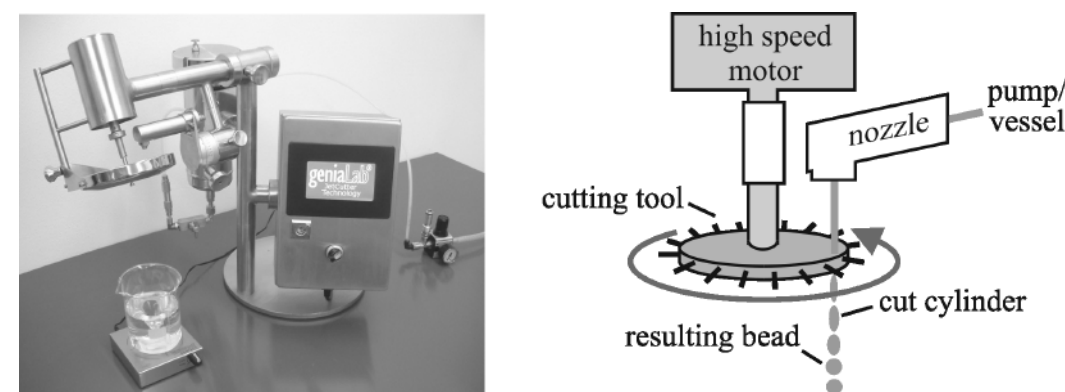 geniaLab
JetCutter
Technology
high speed
motor
pump/
vessel
nozzle
cutting tool
cut cylinder
resulting bead